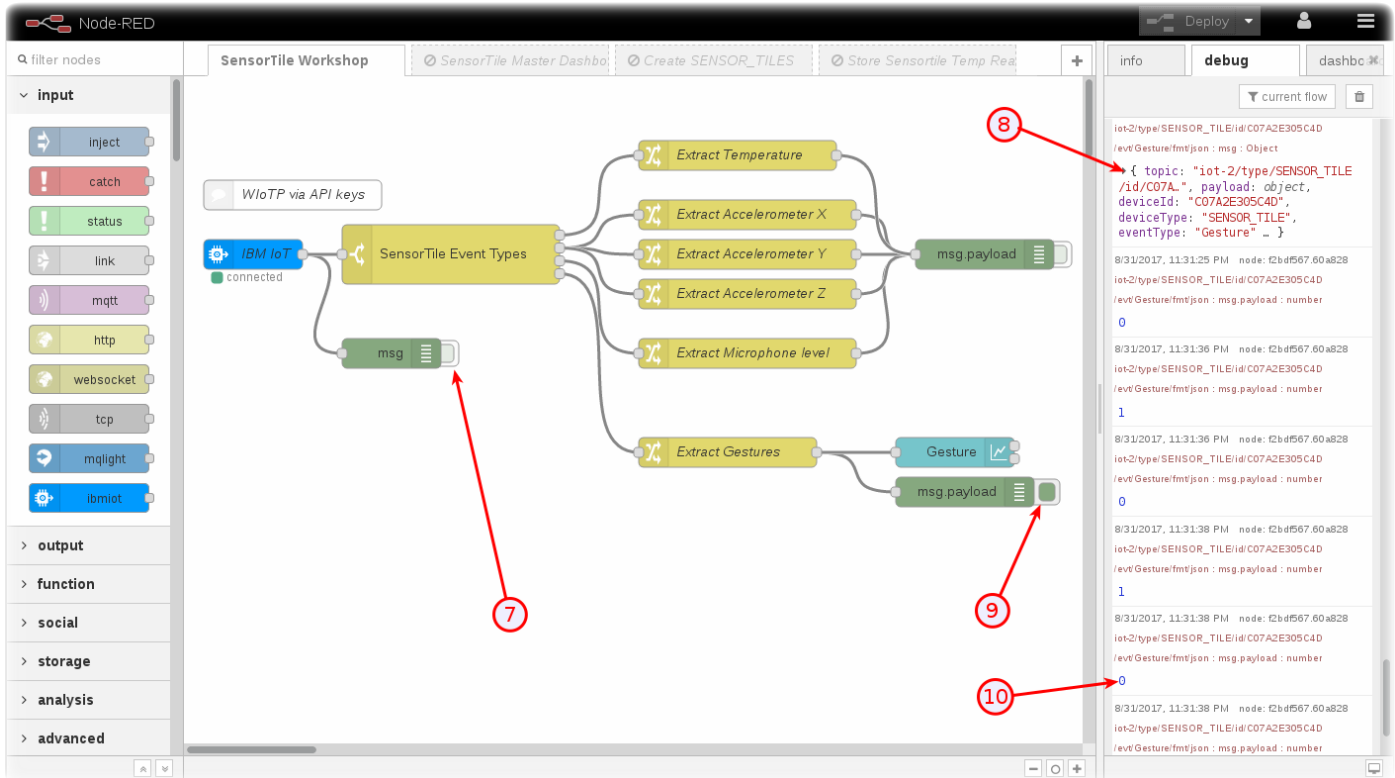 Node-RED
Deploy
filter nodes
input
inject
catch
status
link
mqtt
http
websocket
tcp
mqlight
ibmiot
output
function
social
storage
analysis
advanced
SensorTile Workshop
SensorTile Master Dashbo
Create SENSOR_TILES
Store Sensortile Temp Rea
+
WIoTP via API keys
IBM IoT
connected
SensorTile Event Types
msg
Extract Temperature
Extract Accelerometer X
Extract Accelerometer Y
Extract Accelerometer Z
Extract Microphone level
Extract Gestures
msg.payload
Gesture
msg.payload
7
8
9
10
info
debug
dashbo
current flow
iot-2/type/SENSOR_TILE/id/C07A2E305C4D
/evt/Gesture/fmt/json : msg : Object
{ topic: "iot-2/type/SENSOR_TILE
/id/C07A…", payload: object,
deviceId: "C07A2E305C4D",
deviceType: "SENSOR_TILE",
eventType: "Gesture" … }
8/31/2017, 11:31:25 PM node: f2bdf567.60a828
iot-2/type/SENSOR_TILE/id/C07A2E305C4D
/evt/Gesture/fmt/json : msg.payload : number
0
8/31/2017, 11:31:36 PM node: f2bdf567.60a828
iot-2/type/SENSOR_TILE/id/C07A2E305C4D
/evt/Gesture/fmt/json : msg.payload : number
1
8/31/2017, 11:31:36 PM node: f2bdf567.60a828
iot-2/type/SENSOR_TILE/id/C07A2E305C4D
/evt/Gesture/fmt/json : msg.payload : number
0
8/31/2017, 11:31:38 PM node: f2bdf567.60a828
iot-2/type/SENSOR_TILE/id/C07A2E305C4D
/evt/Gesture/fmt/json : msg.payload : number
1
8/31/2017, 11:31:38 PM node: f2bdf567.60a828
iot-2/type/SENSOR_TILE/id/C07A2E305C4D
/evt/Gesture/fmt/json : msg.payload : number
0
8/31/2017, 11:31:38 PM node: f2bdf567.60a828
iot-2/type/SENSOR_TILE/id/C07A2E305C4D
/evt/Gesture/fmt/json : msg.payload : number